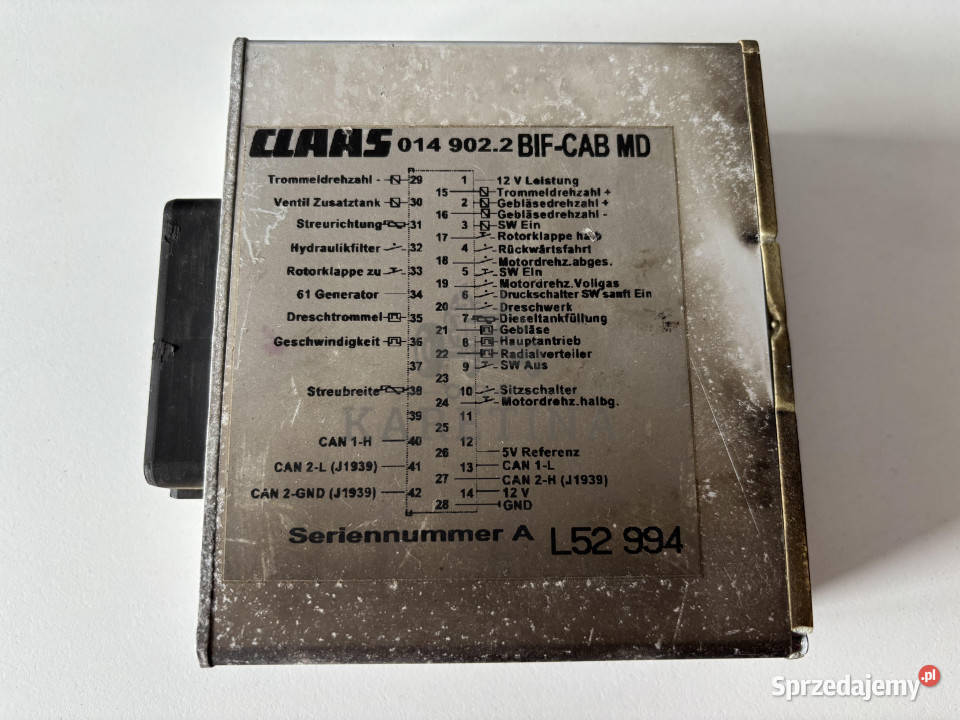 CLAAS 014 902.2 BIF-CAB MD
Trommeldrehzahl - 29
1 12 V Leistung
15 Trommeldrehzahl +
Ventil Zusatztank 30
2 Gebläsedrehzahl +
16 Gebläsedrehzahl -
Streurichtung 31
3 SW Ein
17 Rotorklappe halb
Hydraulikfilter 32
4 Rückwärtsfahrt
18 Motordrehz.abges.
Rotorklappe zu 33
5 SW EIn
19 Motordrehz.Vollgas
61 Generator 34
6 Druckschalter SW sanft Ein
20 Dreschwerk
Dreschtrommel 35
7 Dieseltankfüllung
21 Gebläse
Geschwindigkeit 36
8 Hauptantrieb
22 Radialverteiler
37
9 SW Aus
23
Streubreite 38
10 Sitzschalter
24 Motordrehz.halbg.
39
11
25
KARETINA
CAN 1-H 40
12
26 5V Referenz
CAN 2-L (J1939) 41
13 CAN 1-L
27 CAN 2-H (J1939)
CAN 2-GND (J1939) 42
14 12 V
28 GND
Seriennummer A L52 994
Sprzedajemy.pl